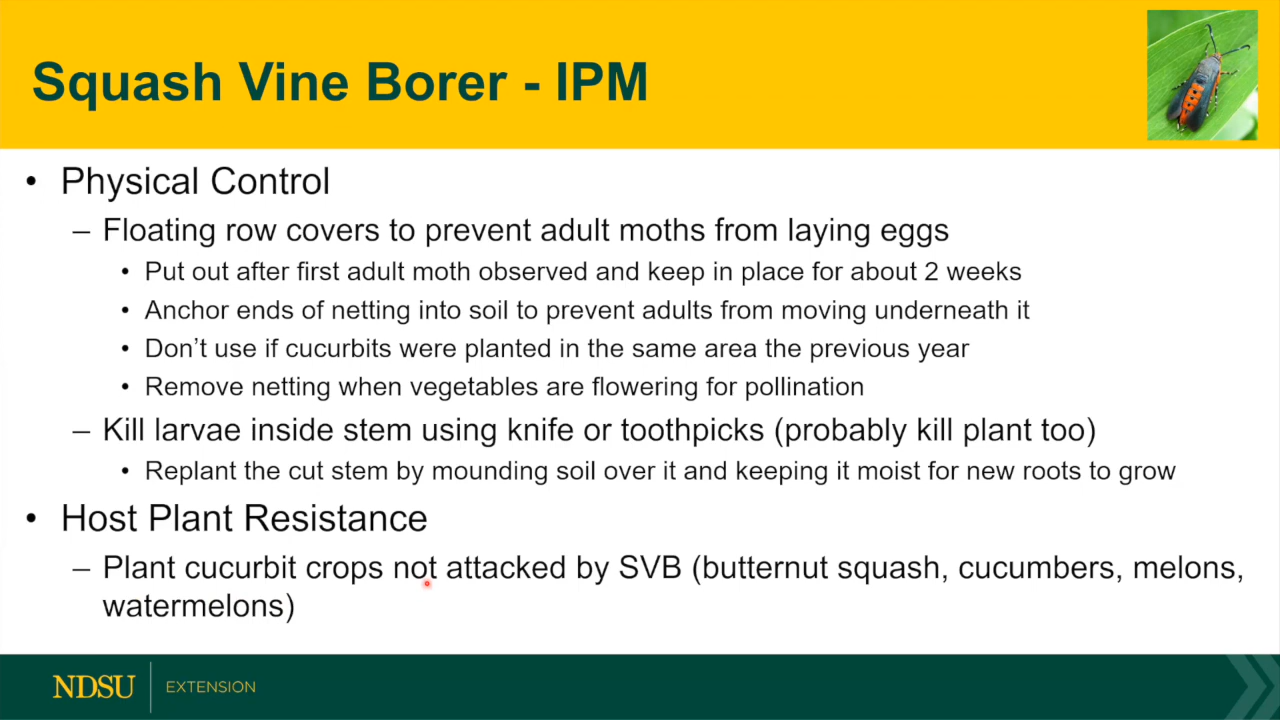 Squash Vine Borer - IPM
• Physical Control
– Floating row covers to prevent adult moths from laying eggs
• Put out after first adult moth observed and keep in place for about 2 weeks
• Anchor ends of netting into soil to prevent adults from moving underneath it
• Don’t use if cucurbits were planted in the same area the previous year
• Remove netting when vegetables are flowering for pollination
– Kill larvae inside stem using knife or toothpicks (probably kill plant too)
• Replant the cut stem by mounding soil over it and keeping it moist for new roots to grow
• Host Plant Resistance
– Plant cucurbit crops not attacked by SVB (butternut squash, cucumbers, melons,
watermelons)
NDSU EXTENSION